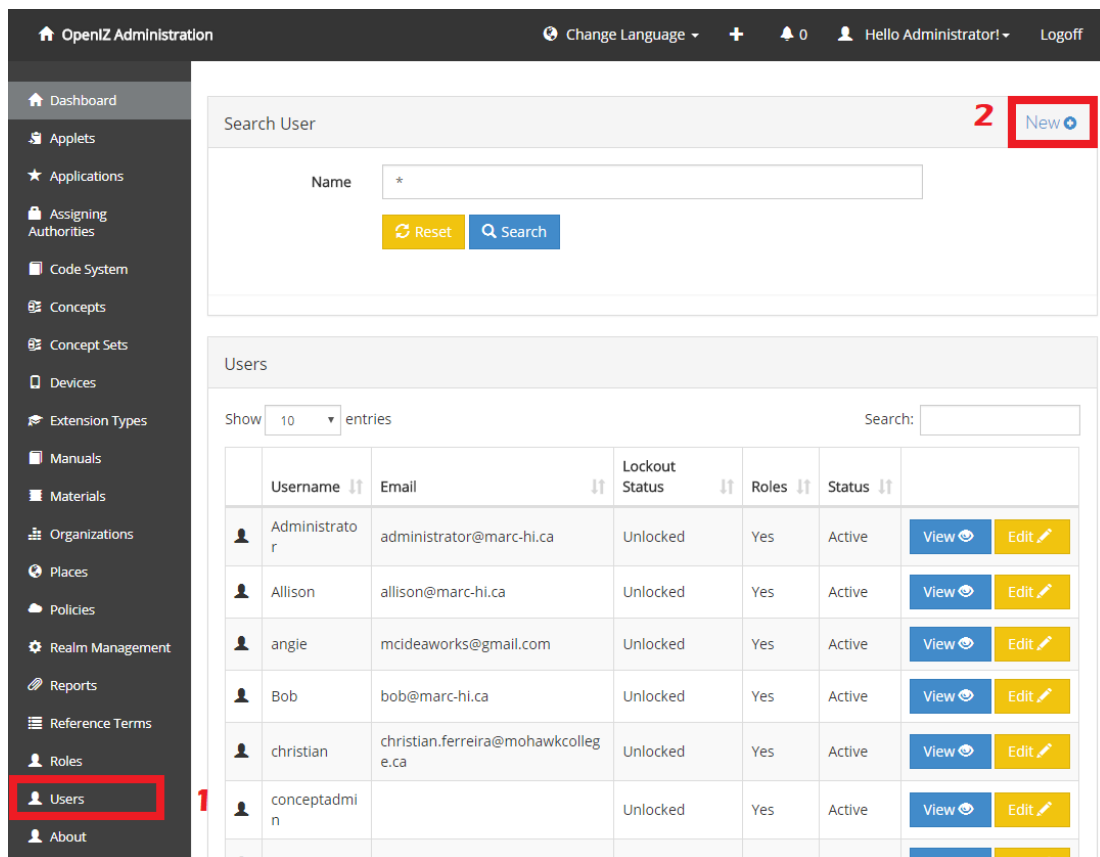 OpenIZ Administration
Change Language
0
Hello Administrator!
Logoff
Dashboard
Applets
Applications
Assigning
Authorities
Code System
Concepts
Concept Sets
Devices
Extension Types
Manuals
Materials
Organizations
Places
Policies
Realm Management
Reports
Reference Terms
Roles
Users
1
About
Search User
2
New
Name
*
Reset
Search
Users
Show 10 entries
Search:
Username
Email
Lockout
Status
Roles
Status
Administrato
r
administrator@marc-hi.ca
Unlocked
Yes
Active
View
Edit
Allison
allison@marc-hi.ca
Unlocked
Yes
Active
View
Edit
angie
mcideaworks@gmail.com
Unlocked
Yes
Active
View
Edit
Bob
bob@marc-hi.ca
Unlocked
Yes
Active
View
Edit
christian
christian.ferreira@mohawkcolleg
e.ca
Unlocked
Yes
Active
View
Edit
conceptadmi
n
Unlocked
Yes
Active
View
Edit